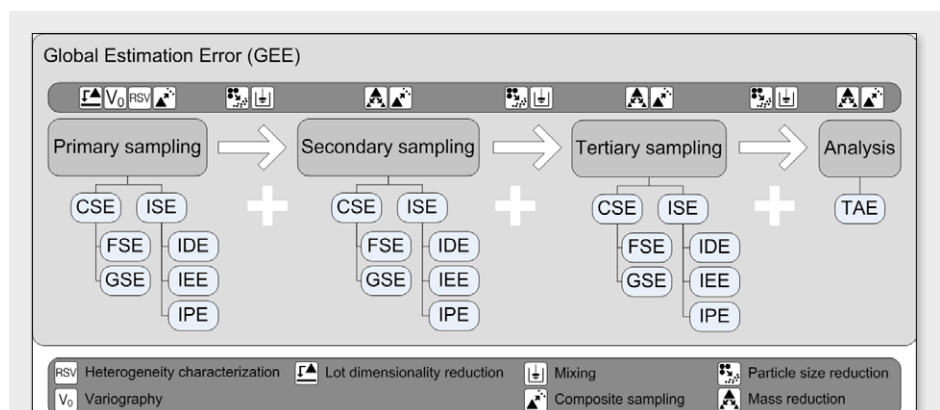 Global Estimation Error (GEE)
V₀ RSV
Primary sampling Secondary sampling Tertiary sampling Analysis
CSE ISE CSE ISE CSE ISE TAE
FSE IDE FSE IDE FSE IDE
GSE IEE GSE IEE GSE IEE
IPE IPE IPE
RSV Heterogeneity characterization Lot dimensionality reduction Mixing Particle size reduction
V₀ Variography Composite sampling Mass reduction